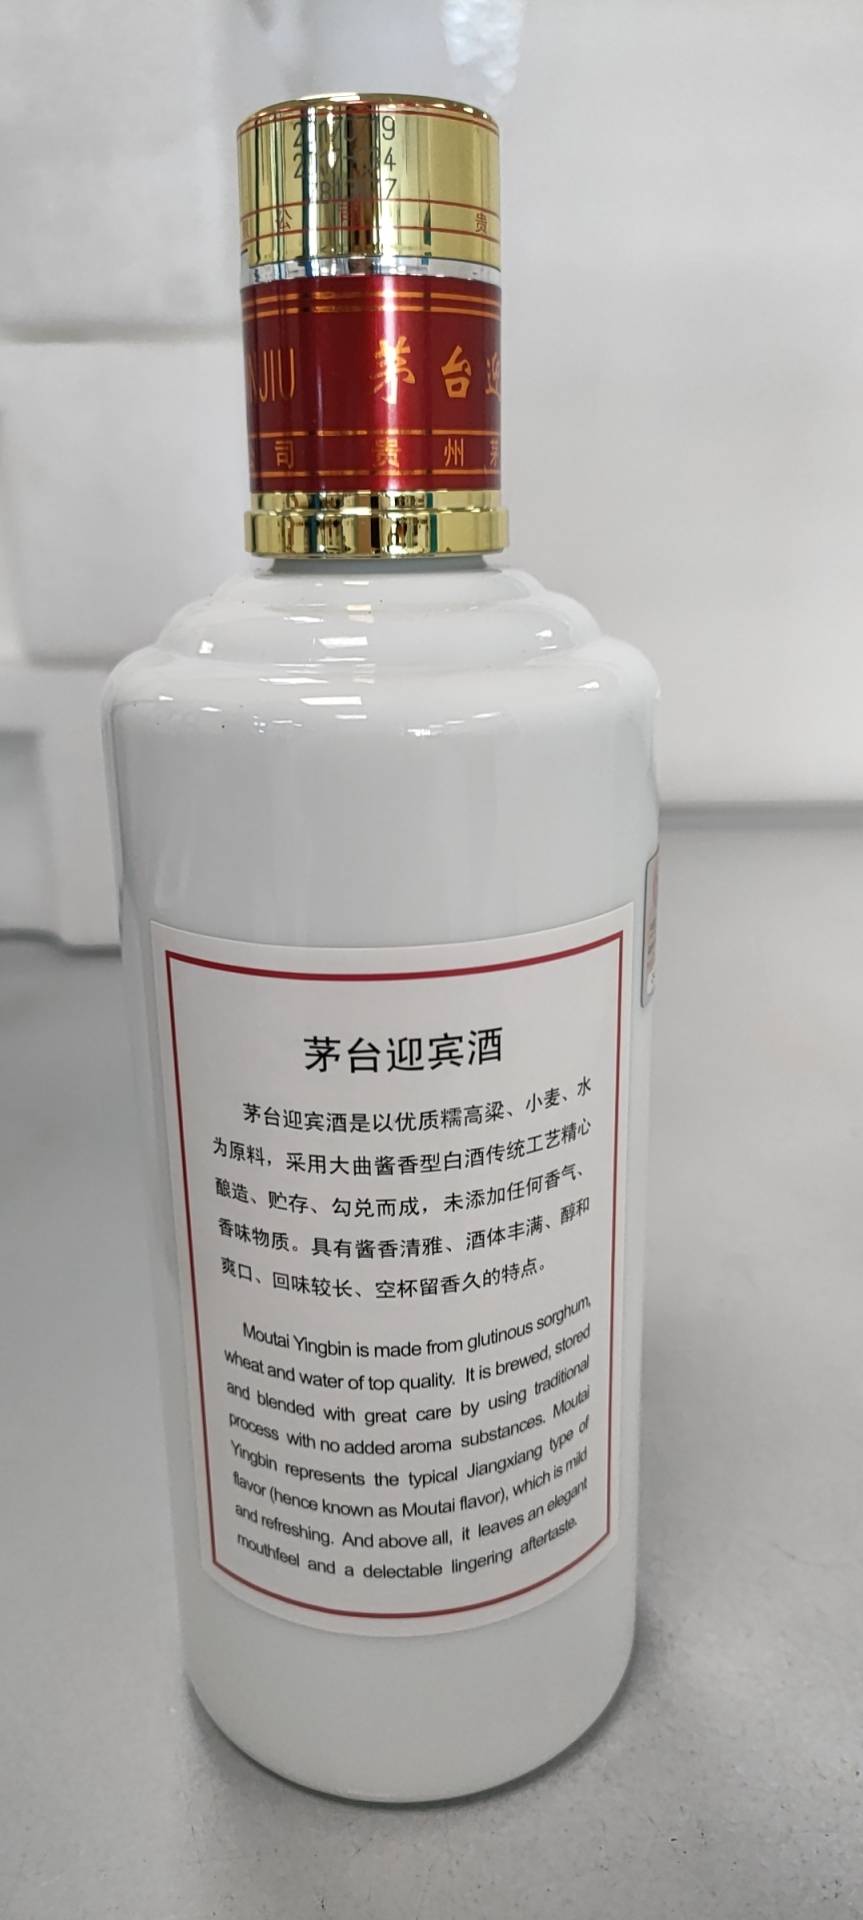 公司 贵
NJIU 茅台迎
司 贵州茅
茅台迎宾酒
茅台迎宾酒是以优质糯高粱、小麦、水
为原料，采用大曲酱香型白酒传统工艺精心
酿造、贮存、勾兑而成，未添加任何香气、
香味物质。具有酱香清雅、酒体丰满、醇和
爽口、回味较长、空杯留香久的特点。
Moutai Yingbin is made from glutinous sorghum,
wheat and water of top quality. It is brewed, stored
and blended with great care by using traditional
process with no added aroma substances. Moutai
Yingbin represents the typical Jiangxiang type of
flavor (hence known as Moutai flavor), which is mild
and refreshing. And above all, it leaves an elegant
mouthfeel and a delectable lingering aftertaste.